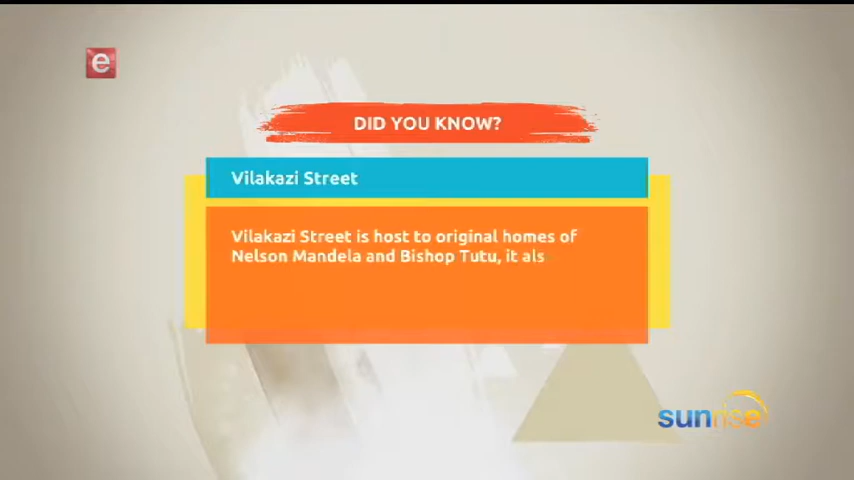 e
DID YOU KNOW?
Vilakazi Street
Vilakazi Street is host to original homes of
Nelson Mandela and Bishop Tutu, it als
sunrise